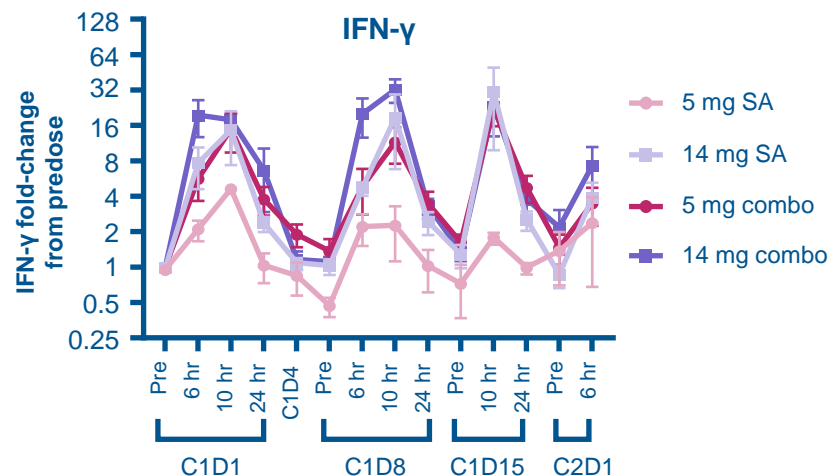 IFN-γ
IFN-γ fold-change
from predose
128
64
32
16
8
4
2
1
0.5
0.25
Pre
6 hr
10 hr
24 hr
C1D4
Pre
6 hr
10 hr
24 hr
Pre
10 hr
24 hr
Pre
6 hr
C1D1
C1D8
C1D15
C2D1
5 mg SA
14 mg SA
5 mg combo
14 mg combo